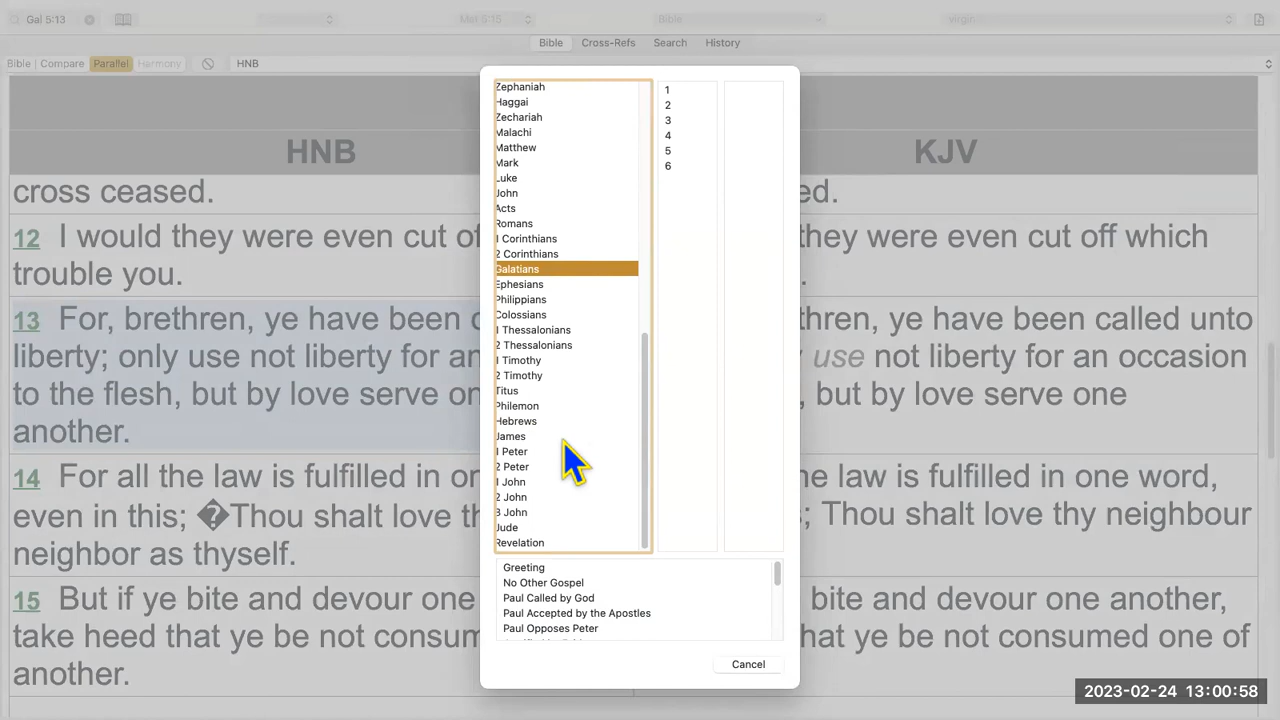 Gal 5:13
Mat 5:15
Bible
virgin
Bible
Cross-Refs
Search
History
Bible
Compare
Parallel
Harmony
HNB
HNB
KJV
cross ceased.
ed.
12 I would they were even cut of
they were even cut off which
trouble you.
13 For, brethren, ye have been c
thren, ye have been called unto
liberty; only use not liberty for an
use not liberty for an occasion
to the flesh, but by love serve on
, but by love serve one
another.
14 For all the law is fulfilled in on
he law is fulfilled in one word,
even in this; �Thou shalt love th
s; Thou shalt love thy neighbour
neighbor as thyself.
15 But if ye bite and devour one
bite and devour one another,
take heed that ye be not consum
hat ye be not consumed one of
another.
Zephaniah
Haggai
Zechariah
Malachi
Matthew
Mark
Luke
John
Acts
Romans
1 Corinthians
2 Corinthians
Galatians
Ephesians
Philippians
Colossians
1 Thessalonians
2 Thessalonians
1 Timothy
2 Timothy
Titus
Philemon
Hebrews
James
1 Peter
2 Peter
1 John
2 John
3 John
Jude
Revelation
1
2
3
4
5
6
Greeting
No Other Gospel
Paul Called by God
Paul Accepted by the Apostles
Paul Opposes Peter
Cancel
2023-02-24 13:00:58